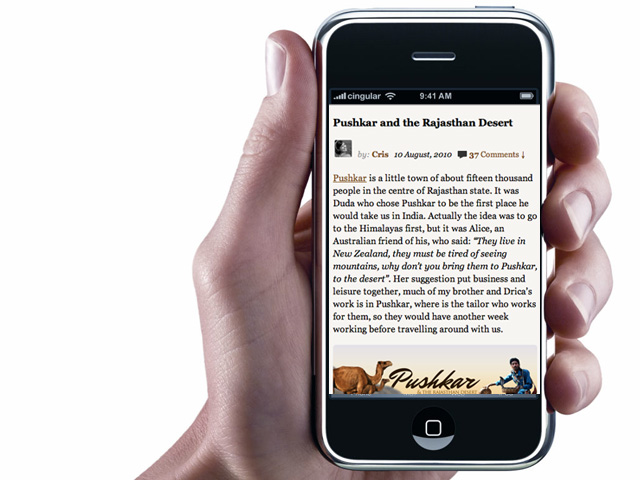 cingular 9:41 AM
Pushkar and the Rajasthan Desert
by: Cris 10 August, 2010 37 Comments ↓
Pushkar is a little town of about fifteen thousand
people in the centre of Rajasthan state. It was
Duda who chose Pushkar to be the first place he
would take us in India. Actually the idea was to go
to the Himalayas first, but it was Alice, an
Australian friend of his, who said: “They live in
New Zealand, they must be tired of seeing
mountains, why don’t you bring them to Pushkar,
to the desert”. Her suggestion put business and
leisure together, much of my brother and Drica’s
work is in Pushkar, where is the tailor who works
for them, so they would have another week
working before travelling around with us.
Pushkar
& THE RAJASTHAN DESERT